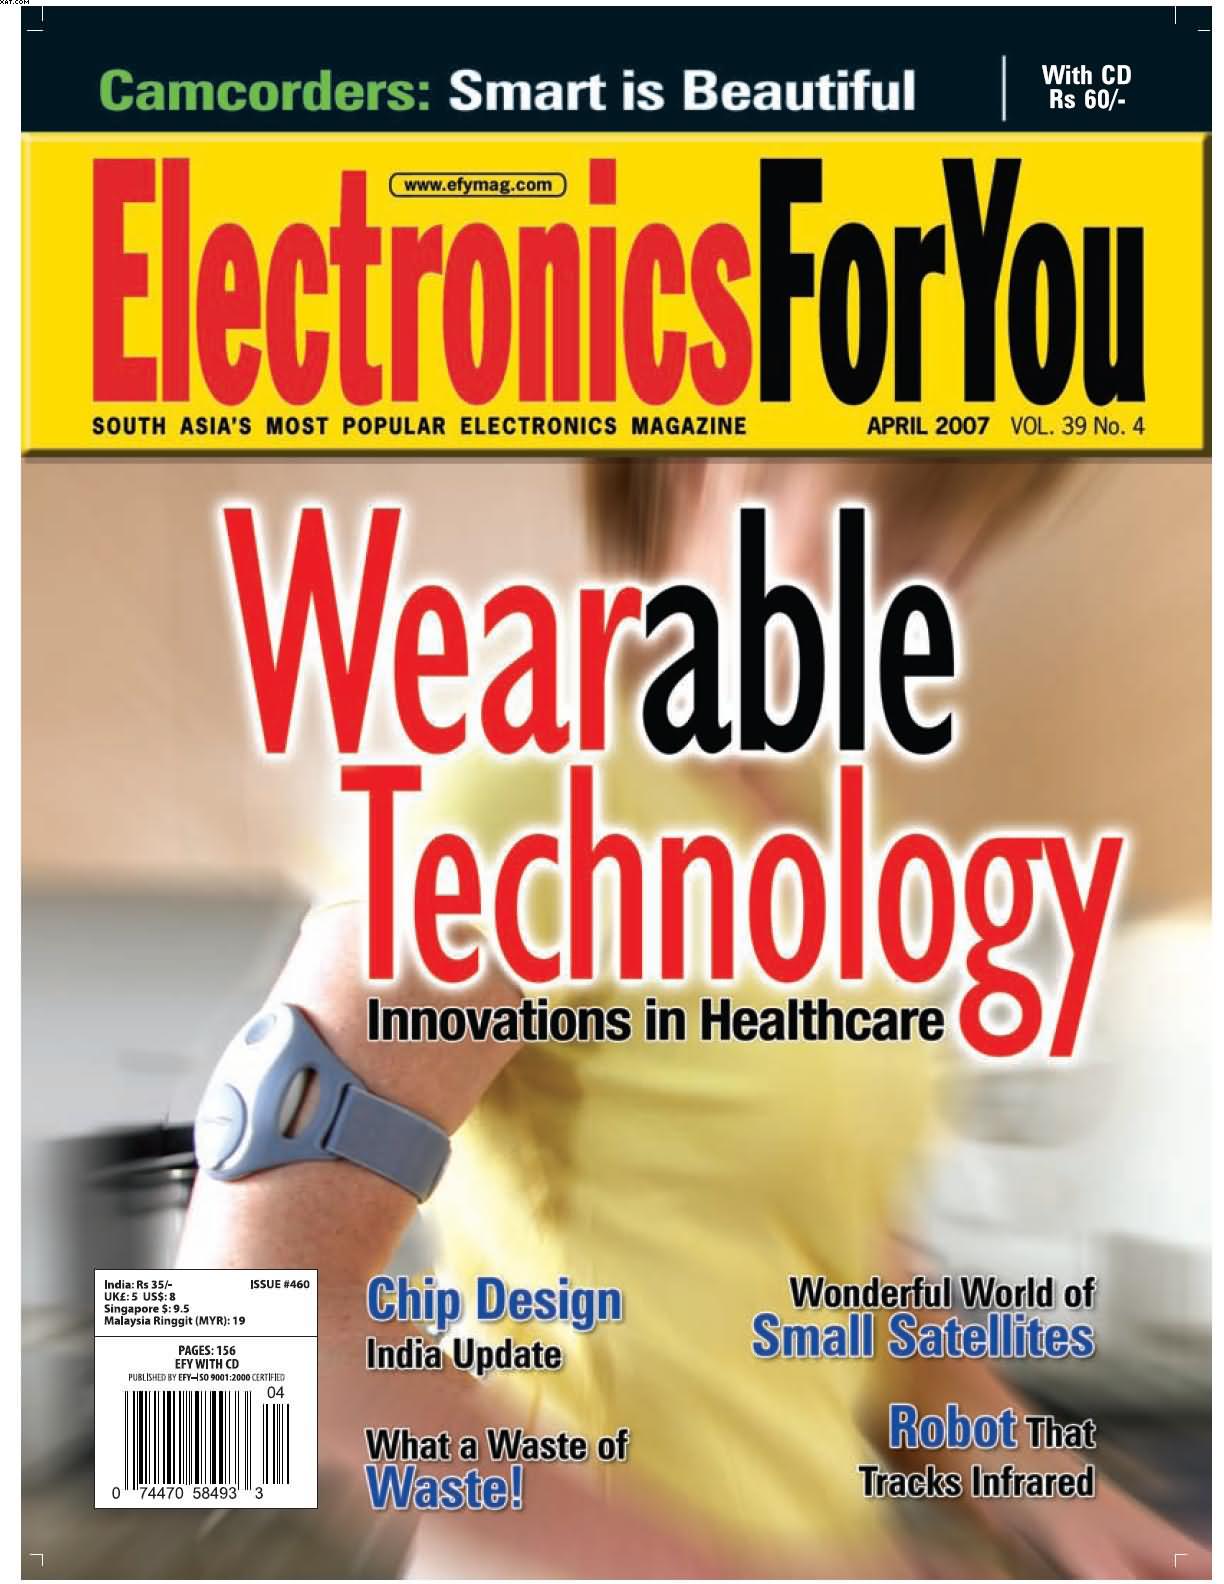 XAT.COM
Camcorders: Smart is Beautiful
With CD
Rs 60/-
www.efymag.com
ElectronicsForYou
SOUTH ASIA'S MOST POPULAR ELECTRONICS MAGAZINE
APRIL 2007 VOL. 39 No. 4
Wearable
Technology
Innovations in Healthcare
India: Rs 35/-
ISSUE #460
UK£: 5 US$: 8
Singapore $: 9.5
Malaysia Ringgit (MYR): 19
PAGES: 156
EFY WITH CD
PUBLISHED BY EFY—ISO 9001:2000 CERTIFIED
04
0 74470 58493 3
Chip Design
India Update
What a Waste of
Waste!
Wonderful World of
Small Satellites
Robot That
Tracks Infrared